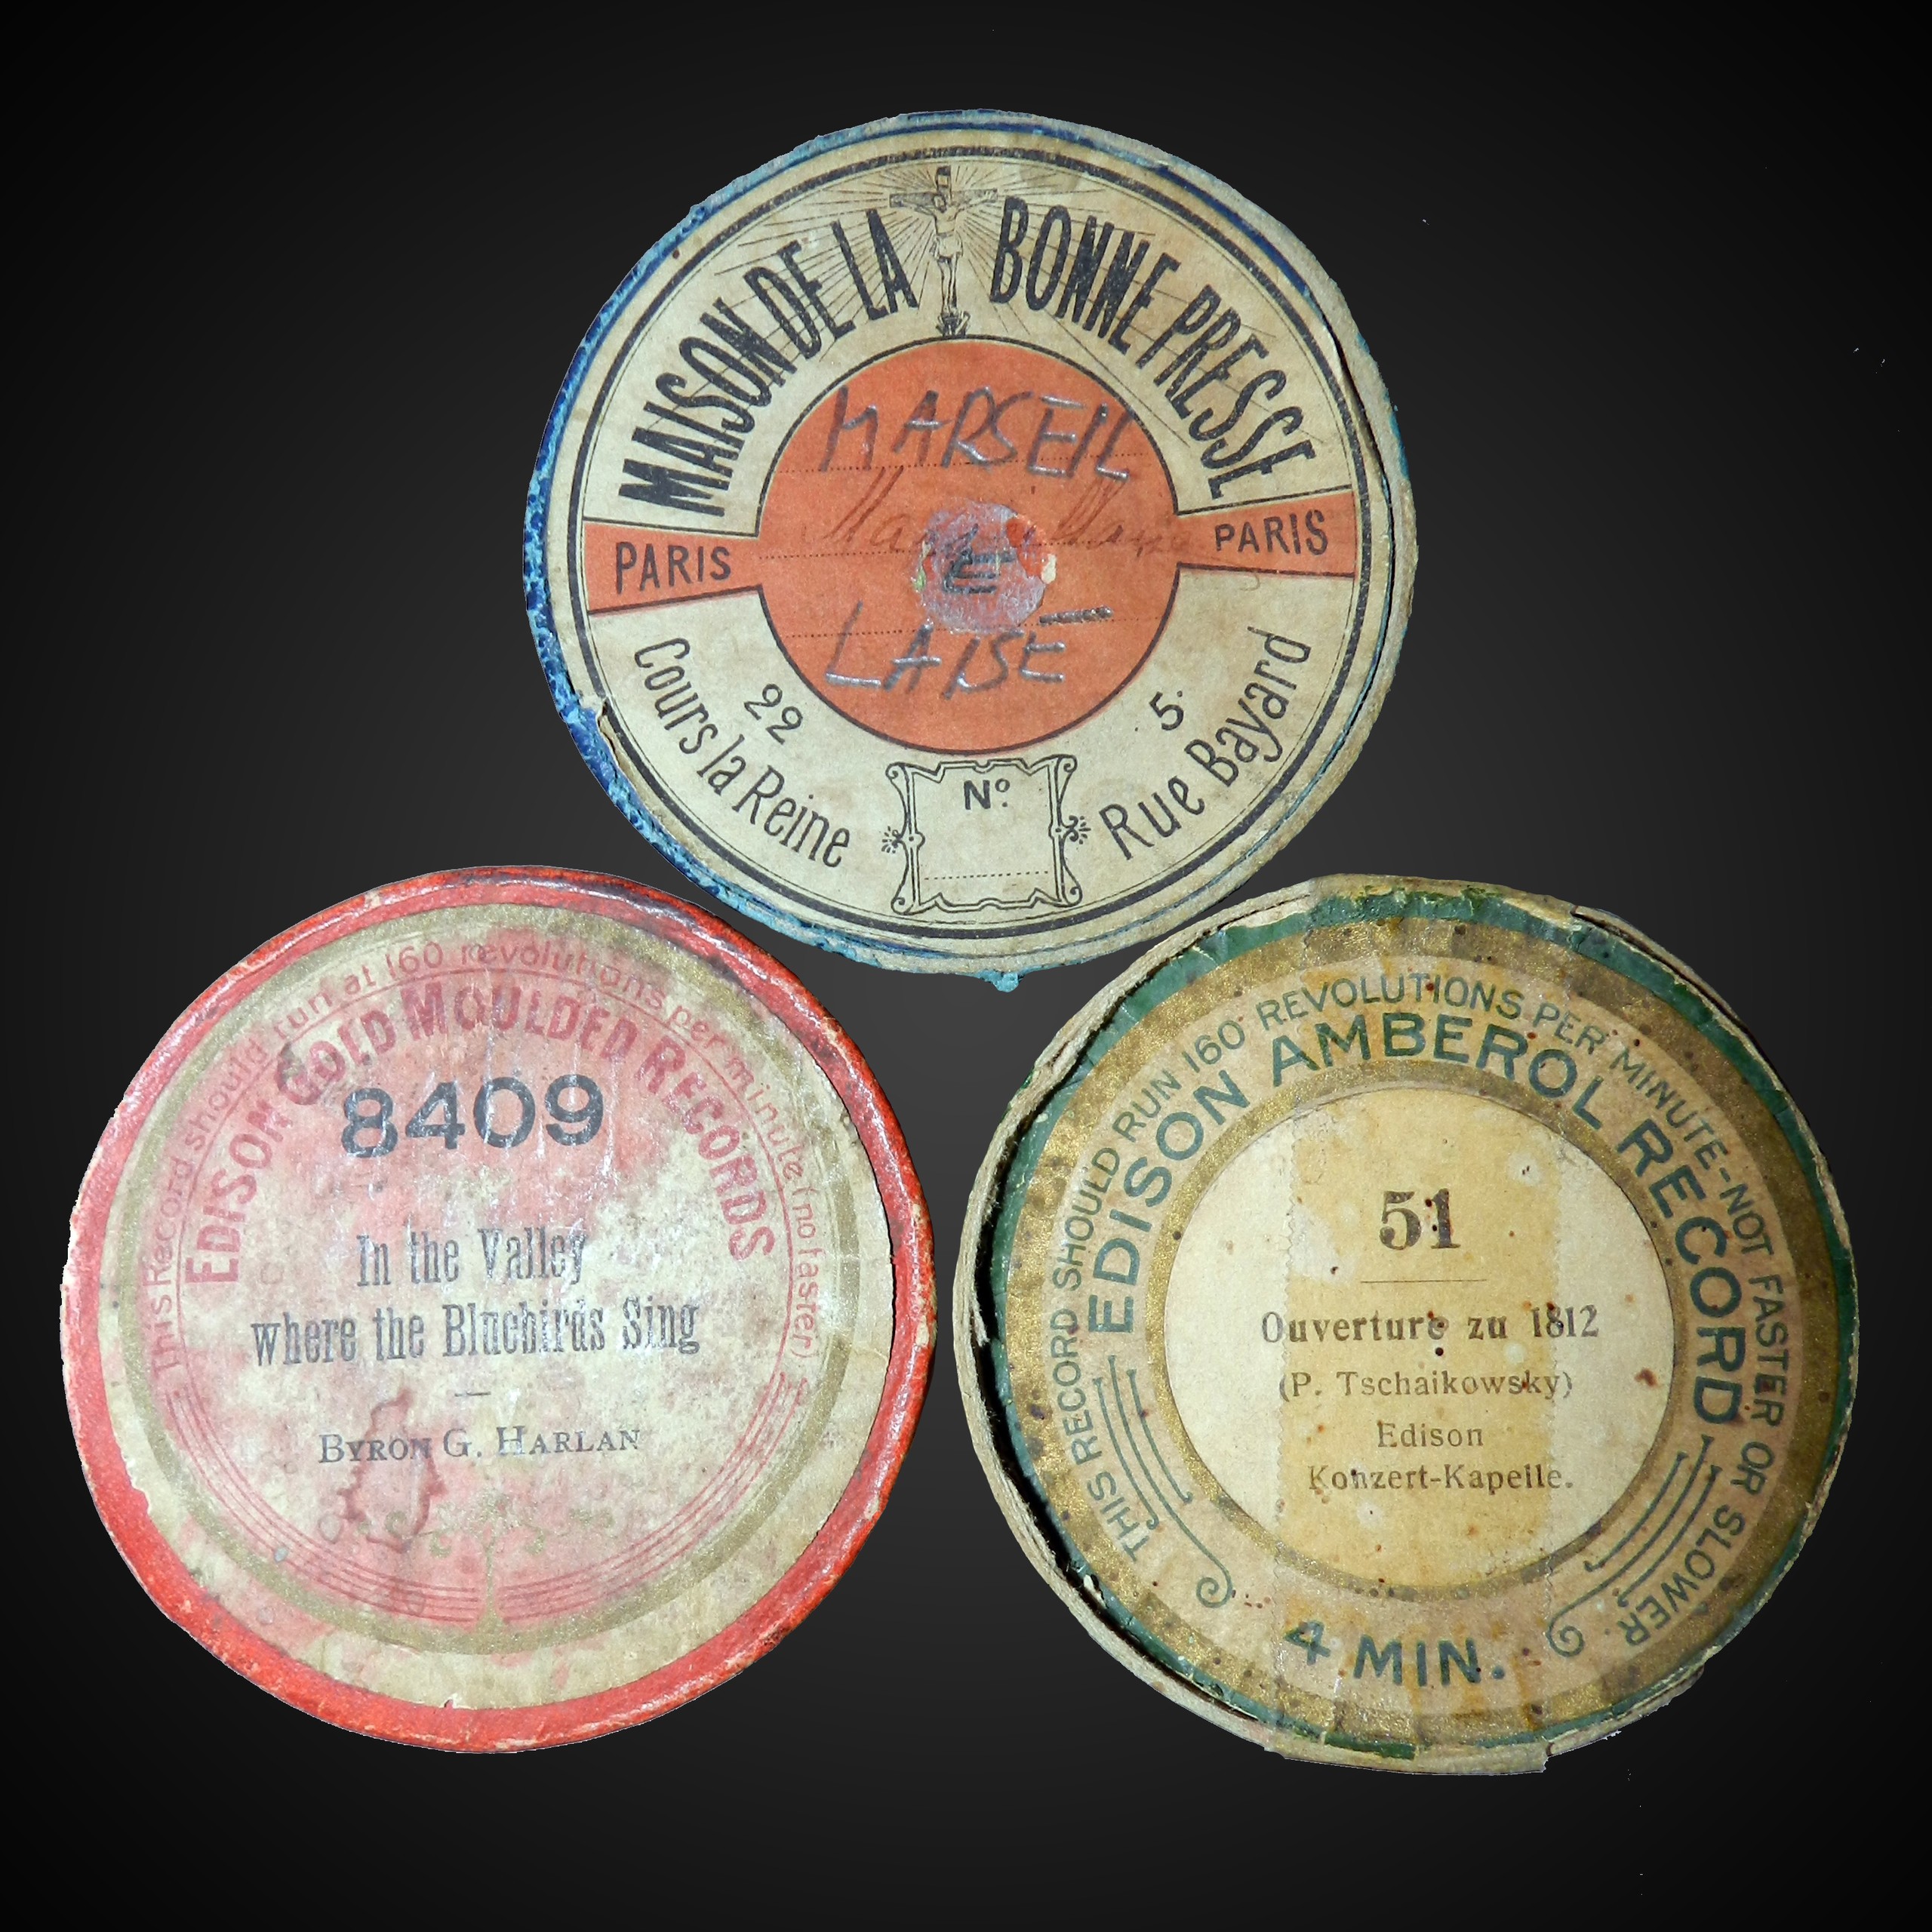 MAISON DE LA BONNE PRESSE
MARSEIL
E
LAISE
PARIS
PARIS
22
Cours la Reine
5
Rue Bayard
Nº
This Record should run at 160 revolutions per minute (no faster)
EDISON GOLD MOULDED RECORDS
8409
In the Valley
where the Bluebirds Sing
BYRON G. HARLAN
THIS RECORD SHOULD RUN 160 REVOLUTIONS PER MINUTE-NOT FASTER OR SLOWER.
EDISON AMBEROL RECORD
51
Ouverture zu 1812
(P. Tschaikowsky)
Edison
Konzert-Kapelle.
4 MIN.